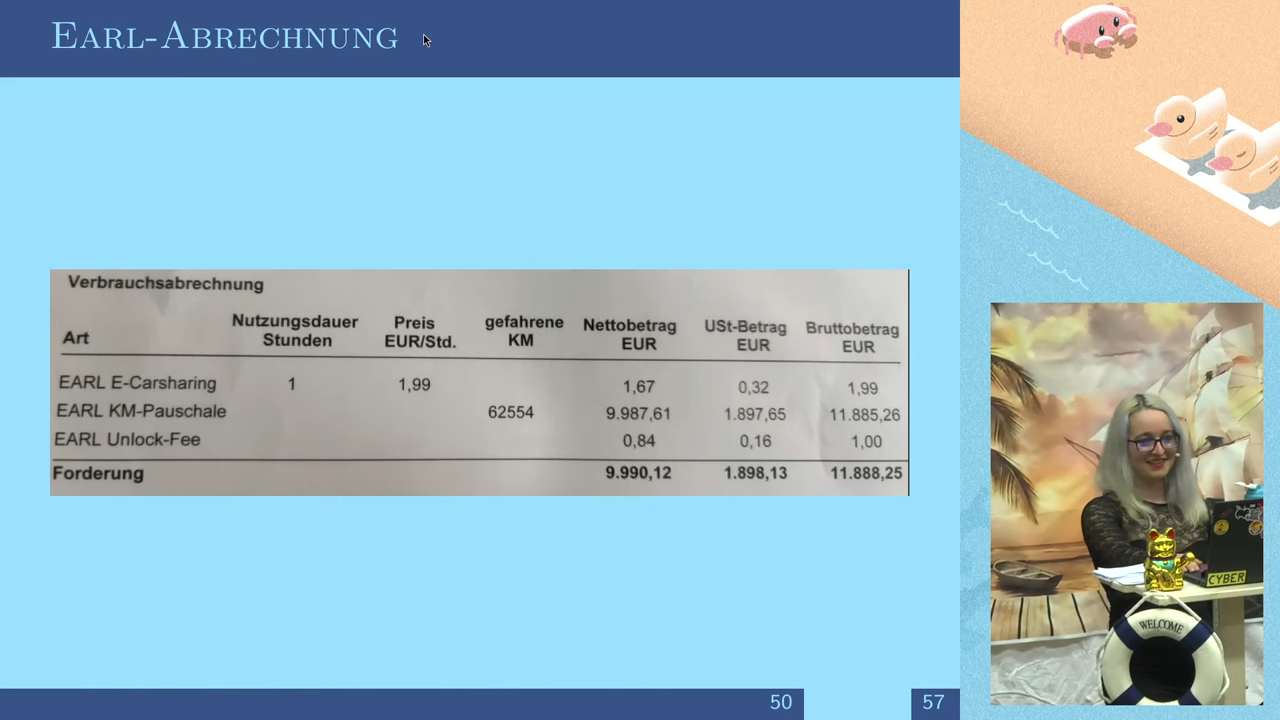 Earl-Abrechnung
Verbrauchsabrechnung
Art Nutzungsdauer Stunden Preis EUR/Std. gefahrene KM Nettobetrag EUR USt-Betrag EUR Bruttobetrag EUR
EARL E-Carsharing 1 1,99 1,67 0,32 1,99
EARL KM-Pauschale 62554 9.987,61 1.897,65 11.885,26
EARL Unlock-Fee 0,84 0,16 1,00
Forderung 9.990,12 1.898,13 11.888,25
CYBER
WELCOME
50 57